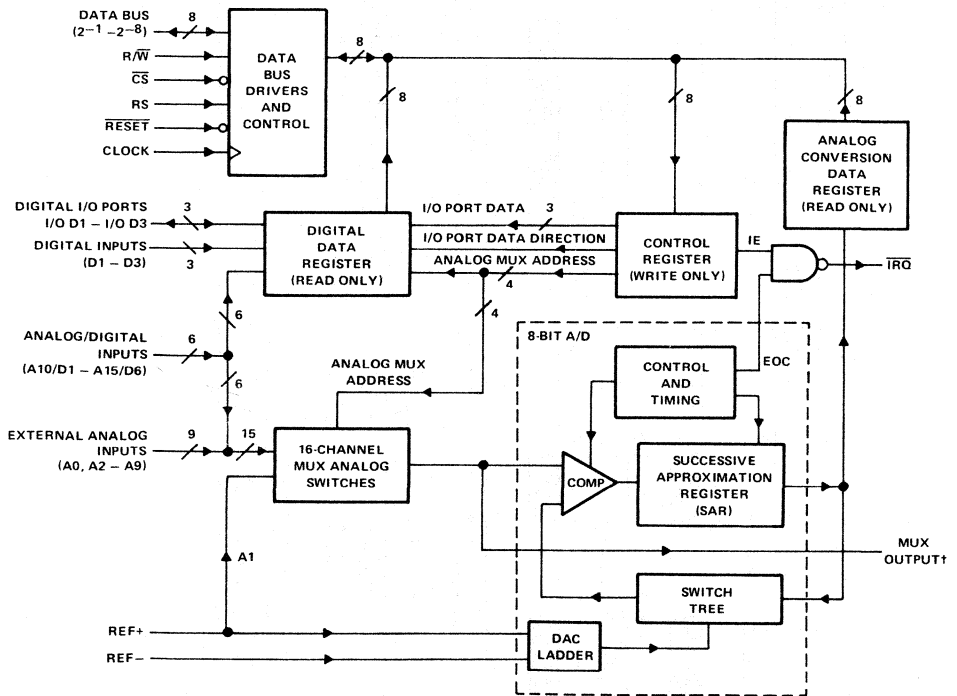 DATA BUS
(2⁻¹ –2⁻⁸)
8
R/W̅
C̅S̅
RS
R̅E̅S̅E̅T̅
CLOCK
DATA
BUS
DRIVERS
AND
CONTROL
8
8
8
8
ANALOG
CONVERSION
DATA
REGISTER
(READ ONLY)
DIGITAL I/O PORTS
I/O D1 – I/O D3
3
DIGITAL INPUTS
(D1 – D3)
3
DIGITAL
DATA
REGISTER
(READ ONLY)
I/O PORT DATA
3
I/O PORT DATA DIRECTION
ANALOG MUX ADDRESS
4
4
CONTROL
REGISTER
(WRITE ONLY)
IE
I̅R̅Q̅
6
ANALOG/DIGITAL
INPUTS
(A10/D1 – A15/D6)
6
6
ANALOG MUX
ADDRESS
8-BIT A/D
CONTROL
AND
TIMING
EOC
EXTERNAL ANALOG
INPUTS
(A0, A2 – A9)
9
15
16-CHANNEL
MUX ANALOG
SWITCHES
COMP
SUCCESSIVE
APPROXIMATION
REGISTER
(SAR)
MUX
OUTPUT†
A1
SWITCH
TREE
REF+
REF–
DAC
LADDER